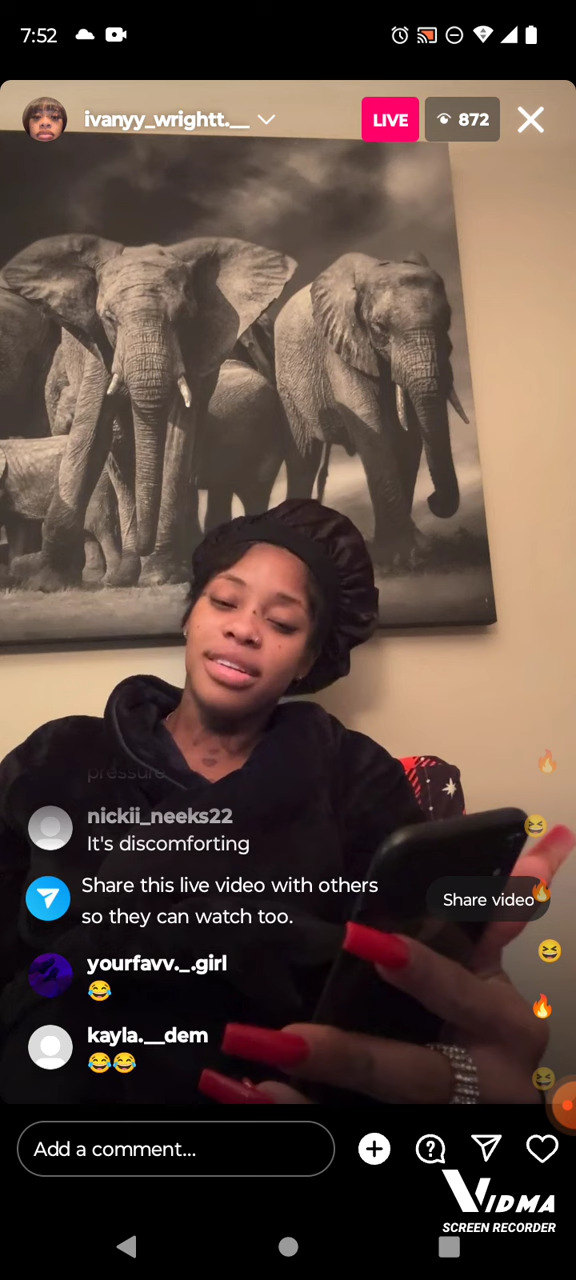 7:52
ivanyy_wrightt.__
LIVE
872
pressure
nickii_neeks22
It's discomforting
Share this live video with others
so they can watch too.
Share video
yourfavv._.girl
😂
kayla.__dem
😂😂
Add a comment...
VIDMA
SCREEN RECORDER